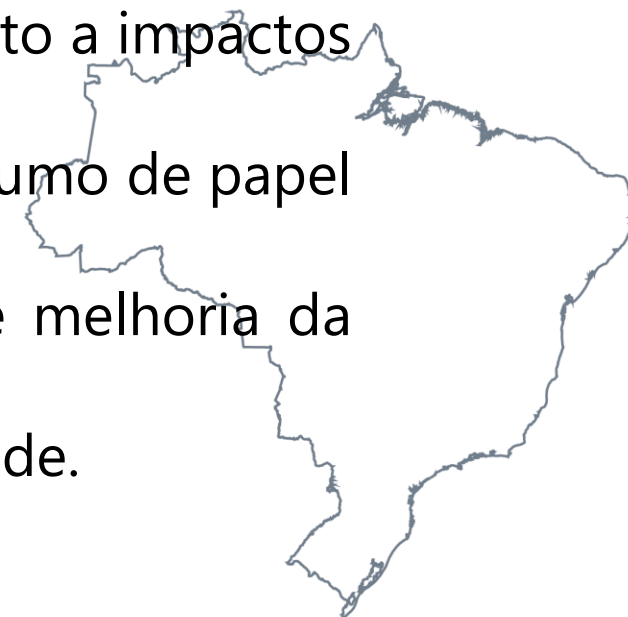 to a impactos
umo de papel
e melhoria da
de.